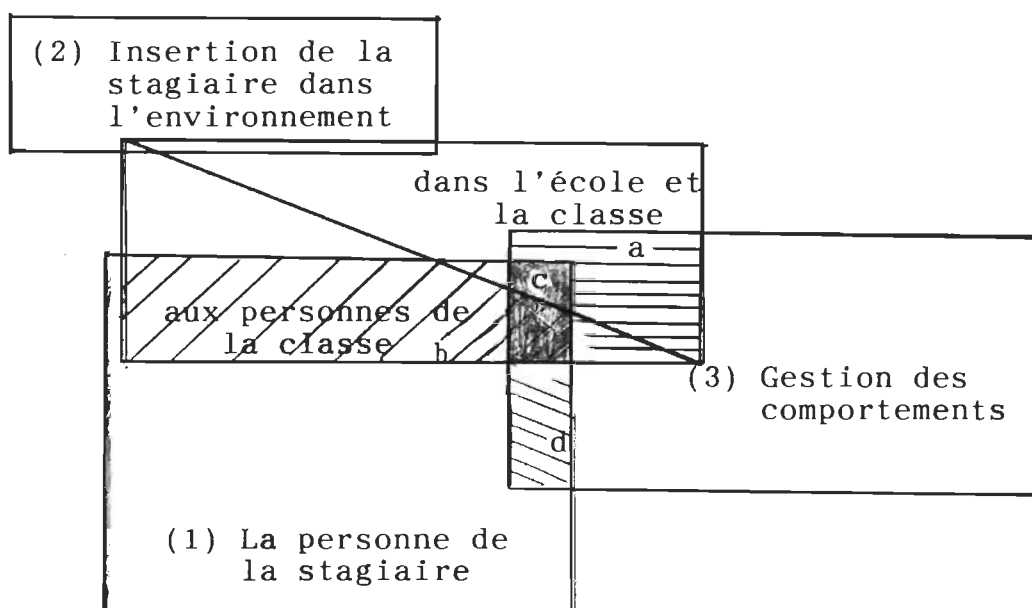 (2) Insertion de la
stagiaire dans
l'environnement
dans l'école et
la classe
a
c
aux personnes de
la classe
b
(3) Gestion des
comportements
d
(1) La personne de
la stagiaire